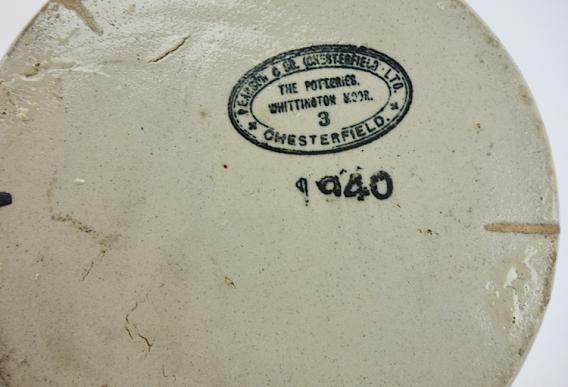 PEARSON & CO. (CHESTERFIELD) LTD.
THE POTTERIES,
WHITTINGTON MOOR.
3
CHESTERFIELD.
1940